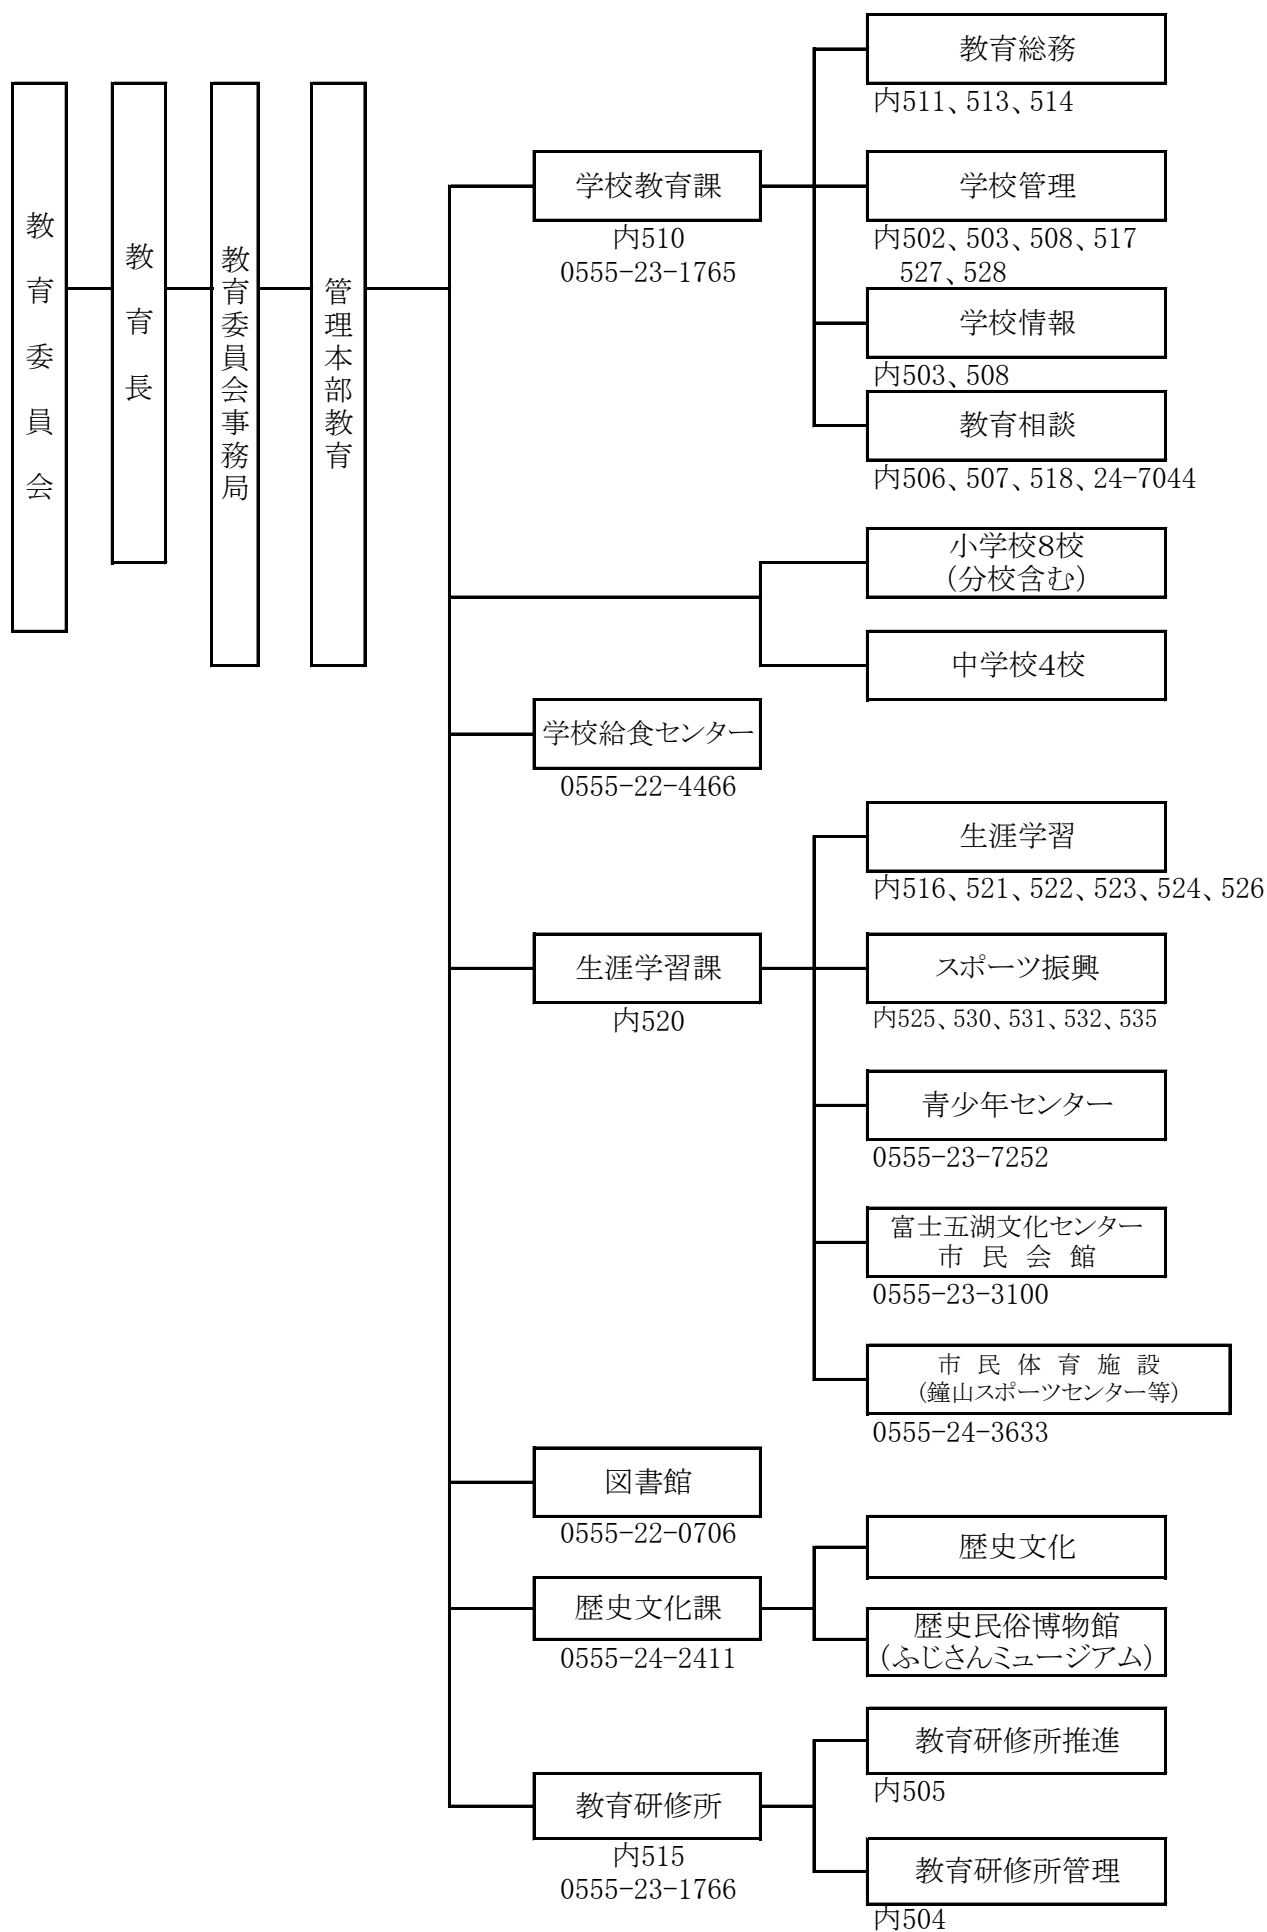 教育委員会
教育長
教育委員会事務局
管理本部教育
学校教育課
内510
0555-23-1765
教育総務
内511、513、514
学校管理
内502、503、508、517
527、528
学校情報
内503、508
教育相談
内506、507、518、24-7044
小学校8校
（分校含む）
中学校4校
学校給食センター
0555-22-4466
生涯学習課
内520
生涯学習
内516、521、522、523、524、526
スポーツ振興
内525、530、531、532、535
青少年センター
0555-23-7252
富士五湖文化センター
市　民　会　館
0555-23-3100
市　民　体　育　施　設
（鐘山スポーツセンター等）
0555-24-3633
図書館
0555-22-0706
歴史文化課
0555-24-2411
歴史文化
歴史民俗博物館
（ふじさんミュージアム）
教育研修所
内515
0555-23-1766
教育研修所推進
内505
教育研修所管理
内504